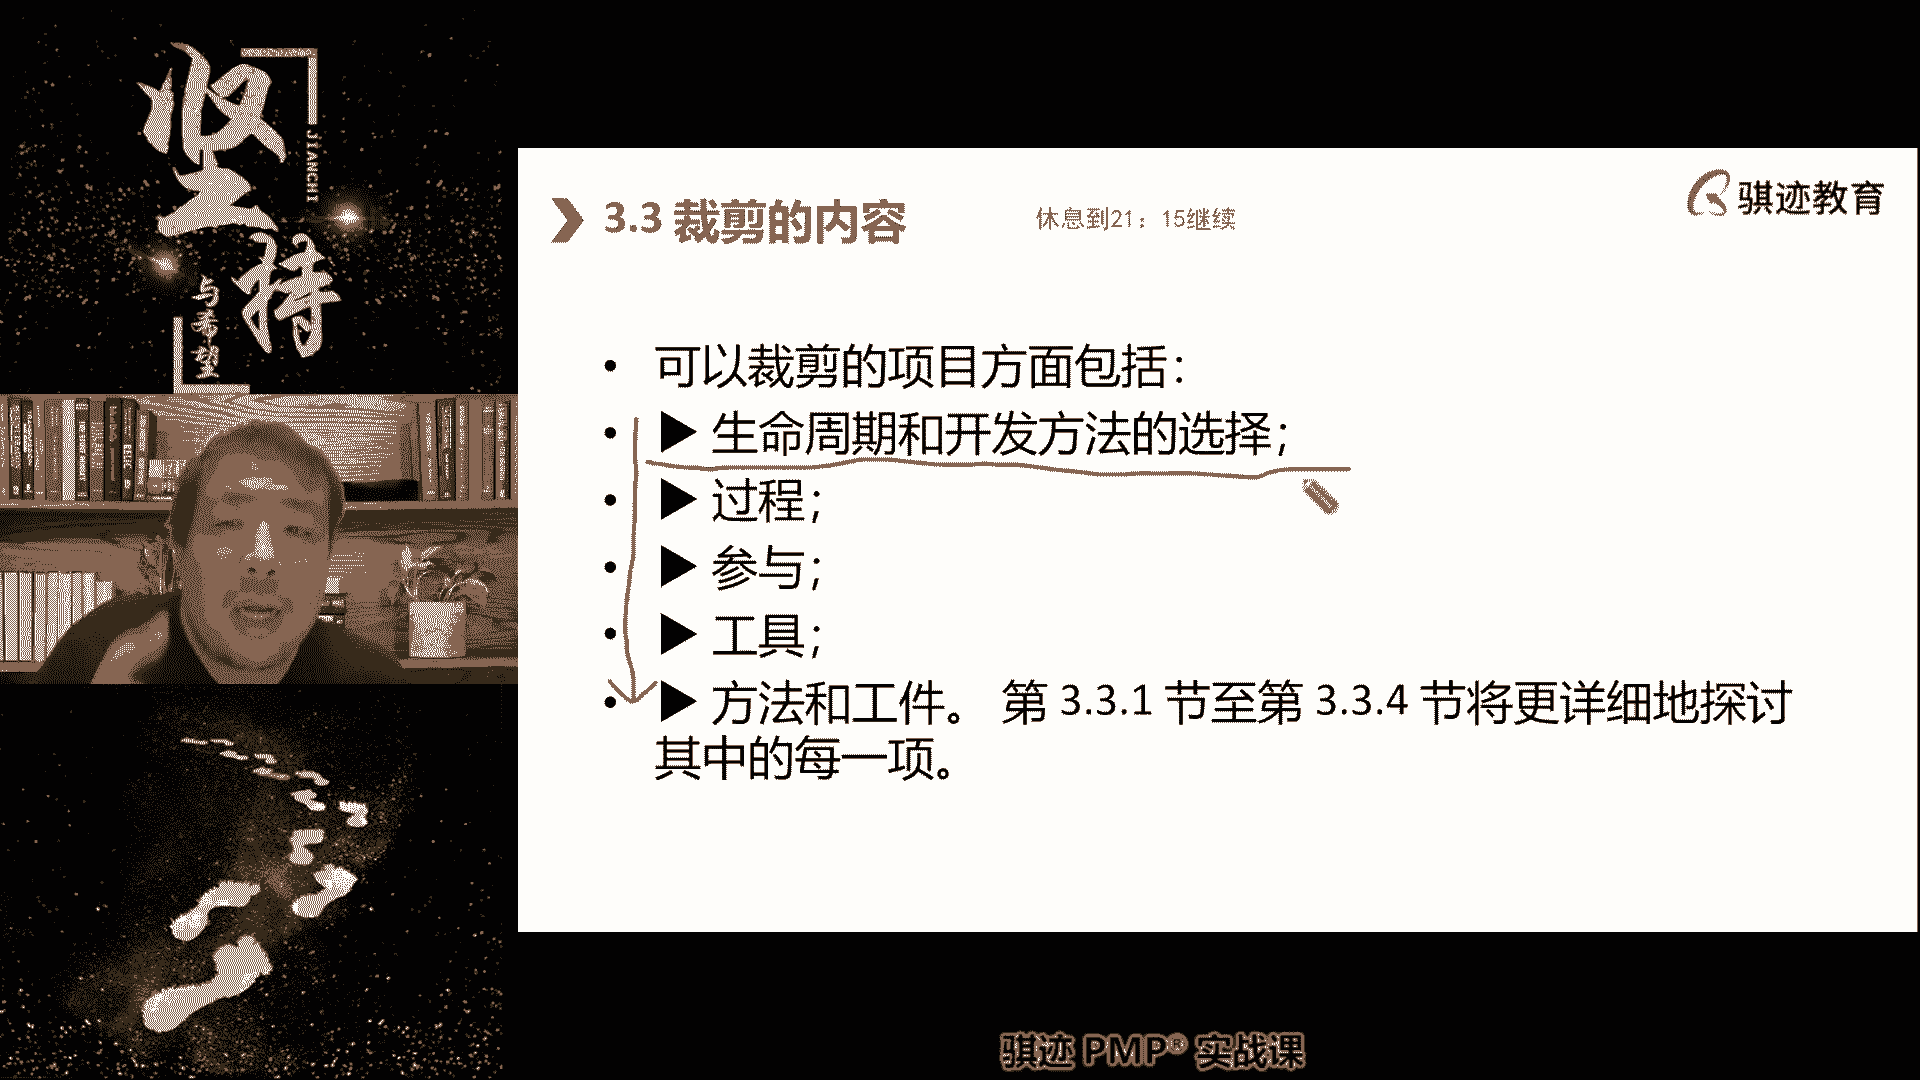 坚持
JIANCHI
与希望
3.3 裁剪的内容
休息到21：15继续
骐迹教育
• 可以裁剪的项目方面包括：
• ▶ 生命周期和开发方法的选择；
• ▶ 过程；
• ▶ 参与；
• ▶ 工具；
• ▶ 方法和工件。 第 3.3.1 节至第 3.3.4 节将更详细地探讨
其中的每一项。
骐迹 PMP® 实战课